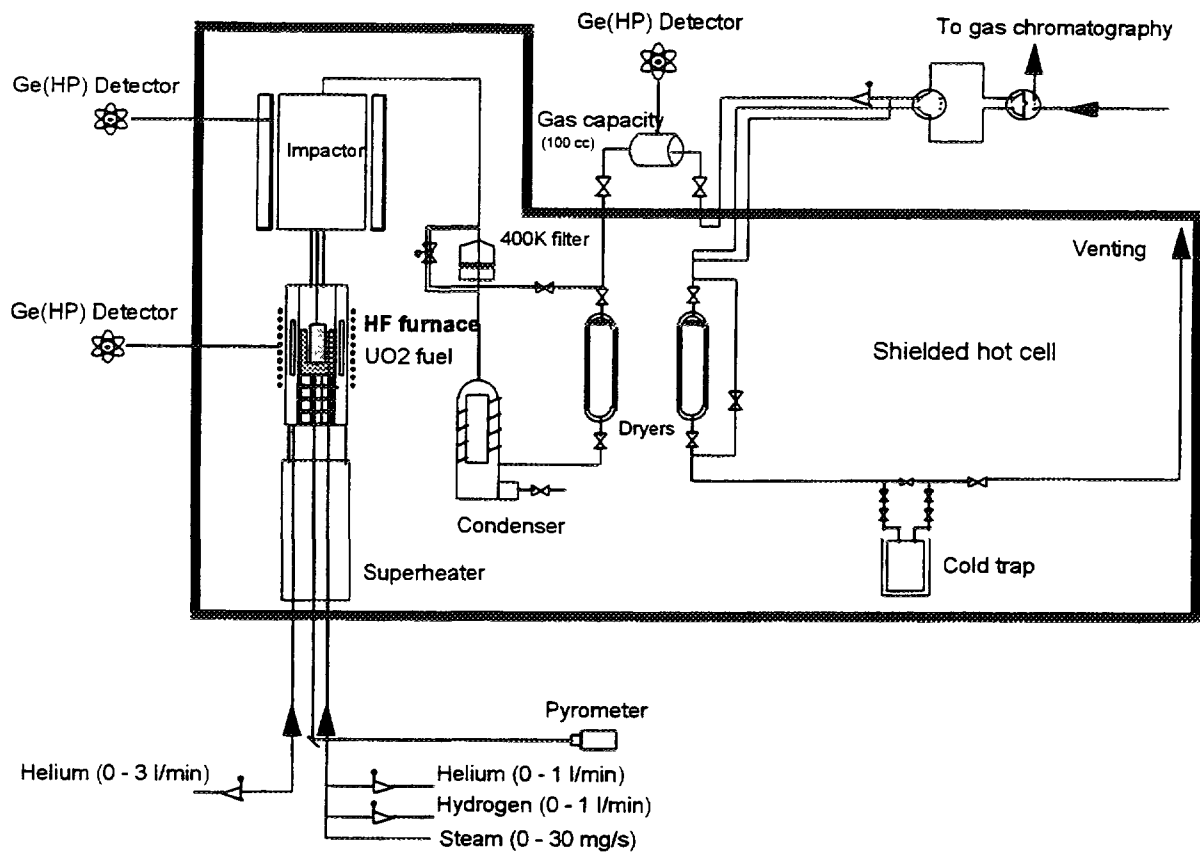 Ge(HP) Detector
To gas chromatography
Ge(HP) Detector
Gas capacity
(100 cc)
Impactor
400K filter
Venting
Ge(HP) Detector
HF furnace
UO2 fuel
Shielded hot cell
Dryers
Condenser
Superheater
Cold trap
Pyrometer
Helium (0 - 3 l/min)
Helium (0 - 1 l/min)
Hydrogen (0 - 1 l/min)
Steam (0 - 30 mg/s)